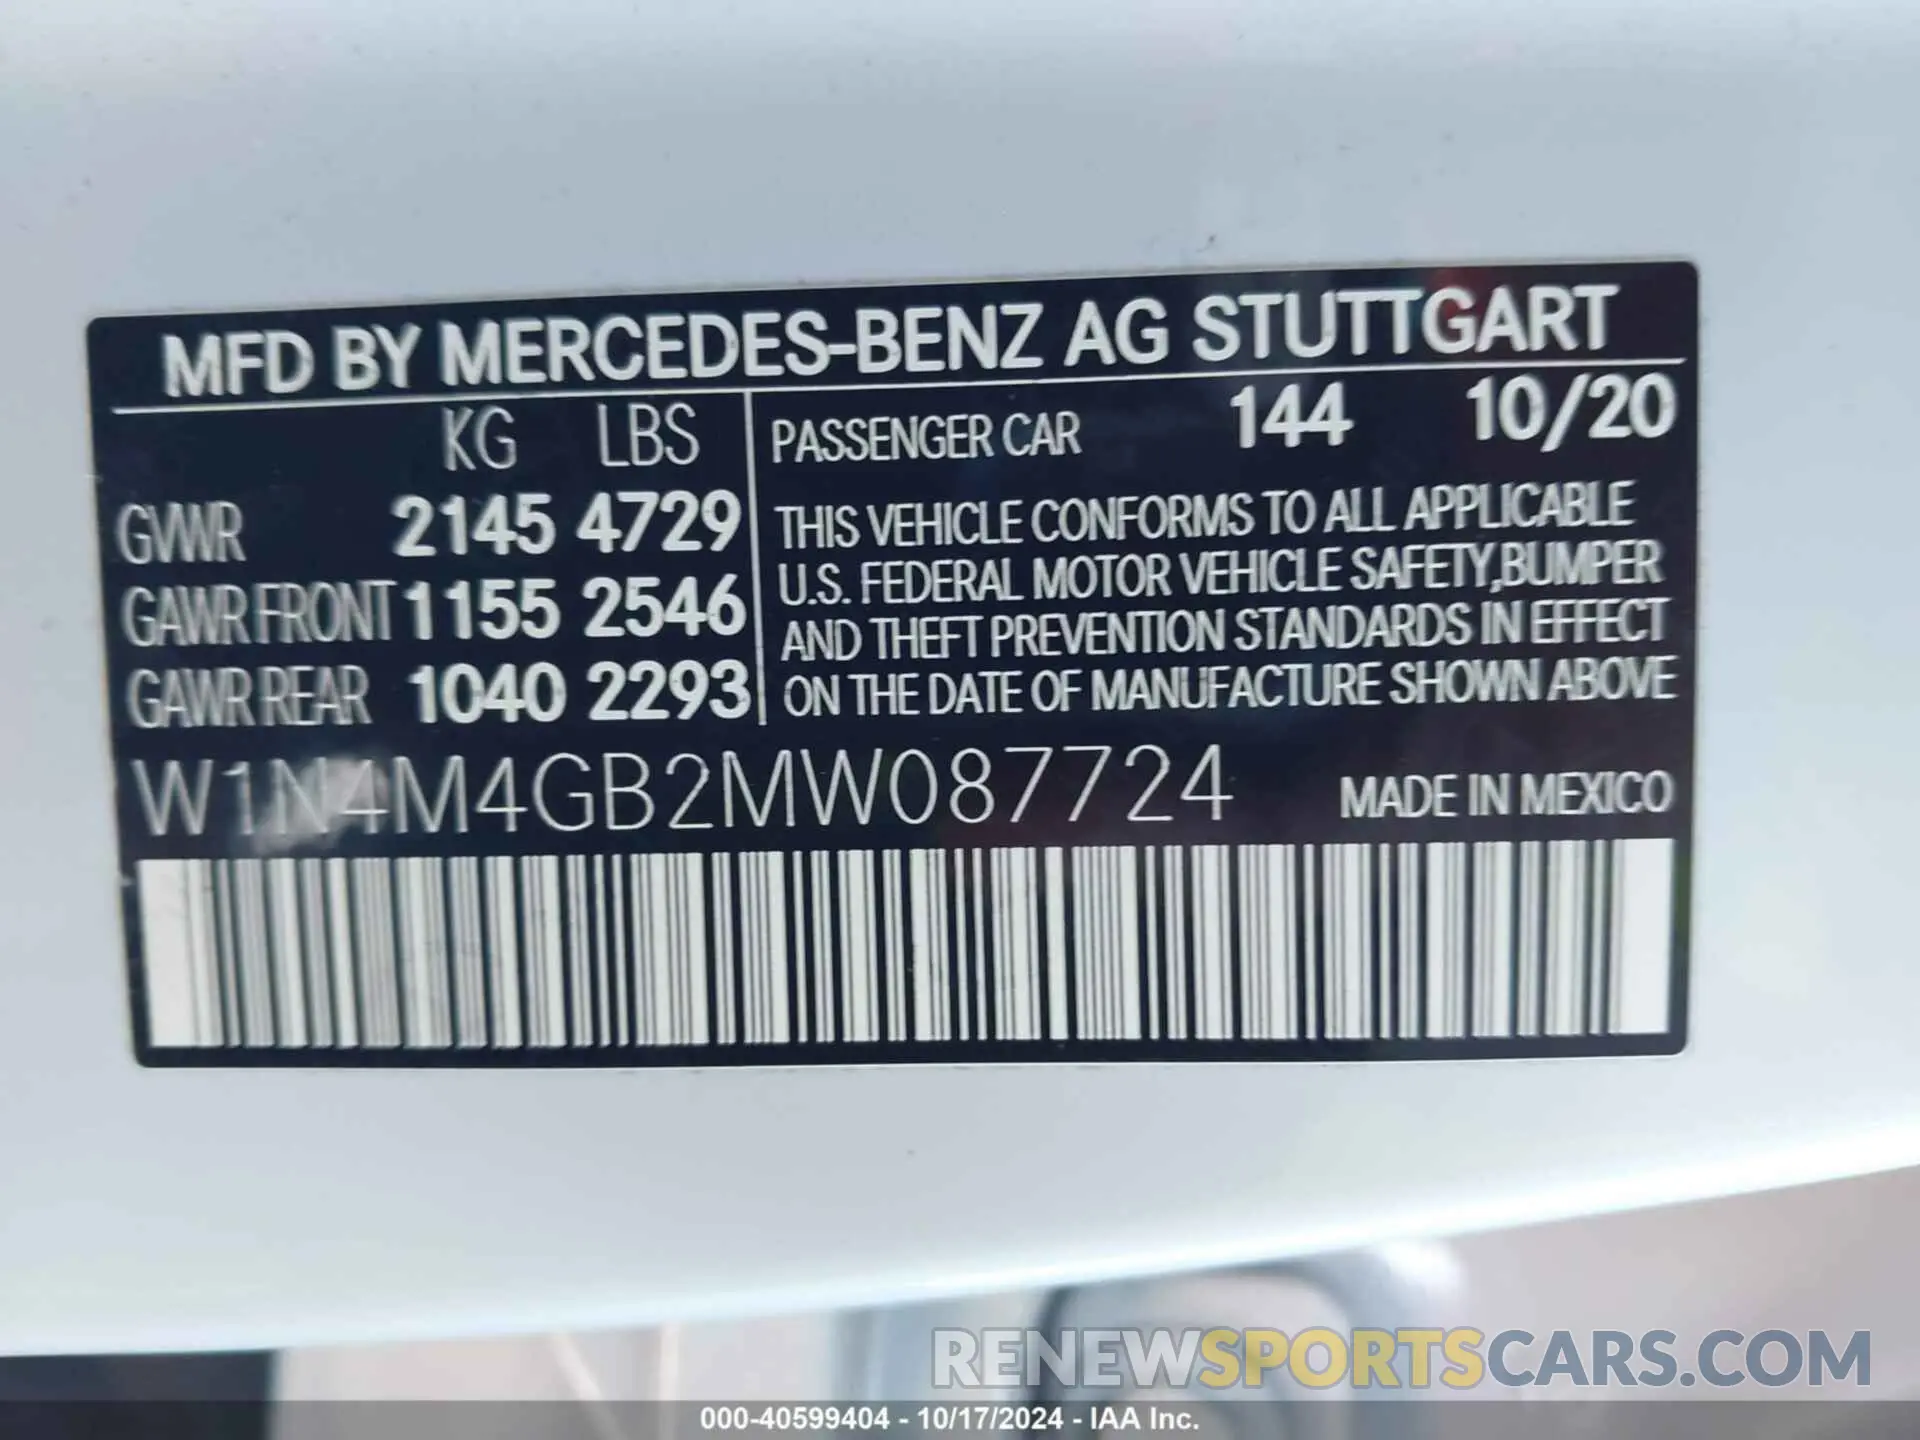 MFD BY MERCEDES-BENZ AG STUTTGART
KG LBS
GVWR 2145 4729
GAWR FRONT 1155 2546
GAWR REAR 1040 2293
PASSENGER CAR 144 10/20
THIS VEHICLE CONFORMS TO ALL APPLICABLE
U.S. FEDERAL MOTOR VEHICLE SAFETY,BUMPER
AND THEFT PREVENTION STANDARDS IN EFFECT
ON THE DATE OF MANUFACTURE SHOWN ABOVE
W1N4M4GB2MW087724 MADE IN MEXICO
RENEWSPORTSCARS.COM
000-40599404 - 10/17/2024 - IAA Inc.